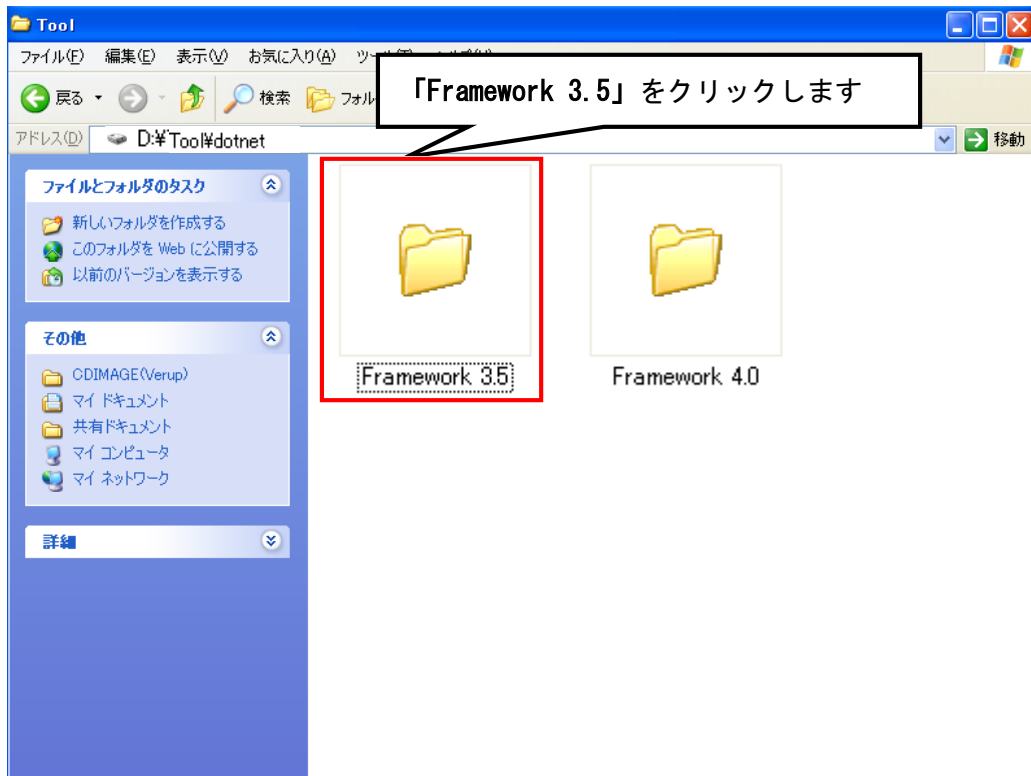 Tool
ファイル(F) 編集(E) 表示(V) お気に入り(A)
「Framework 3.5」をクリックします
戻る 検索 フォル
アドレス(D) D:¥Tool¥dotnet 移動
ファイルとフォルダのタスク
新しいフォルダを作成する
このフォルダを Web に公開する
以前のバージョンを表示する
その他
CDIMAGE(Verup)
マイ ドキュメント
共有ドキュメント
マイ コンピュータ
マイ ネットワーク
詳細
Framework 3.5
Framework 4.0